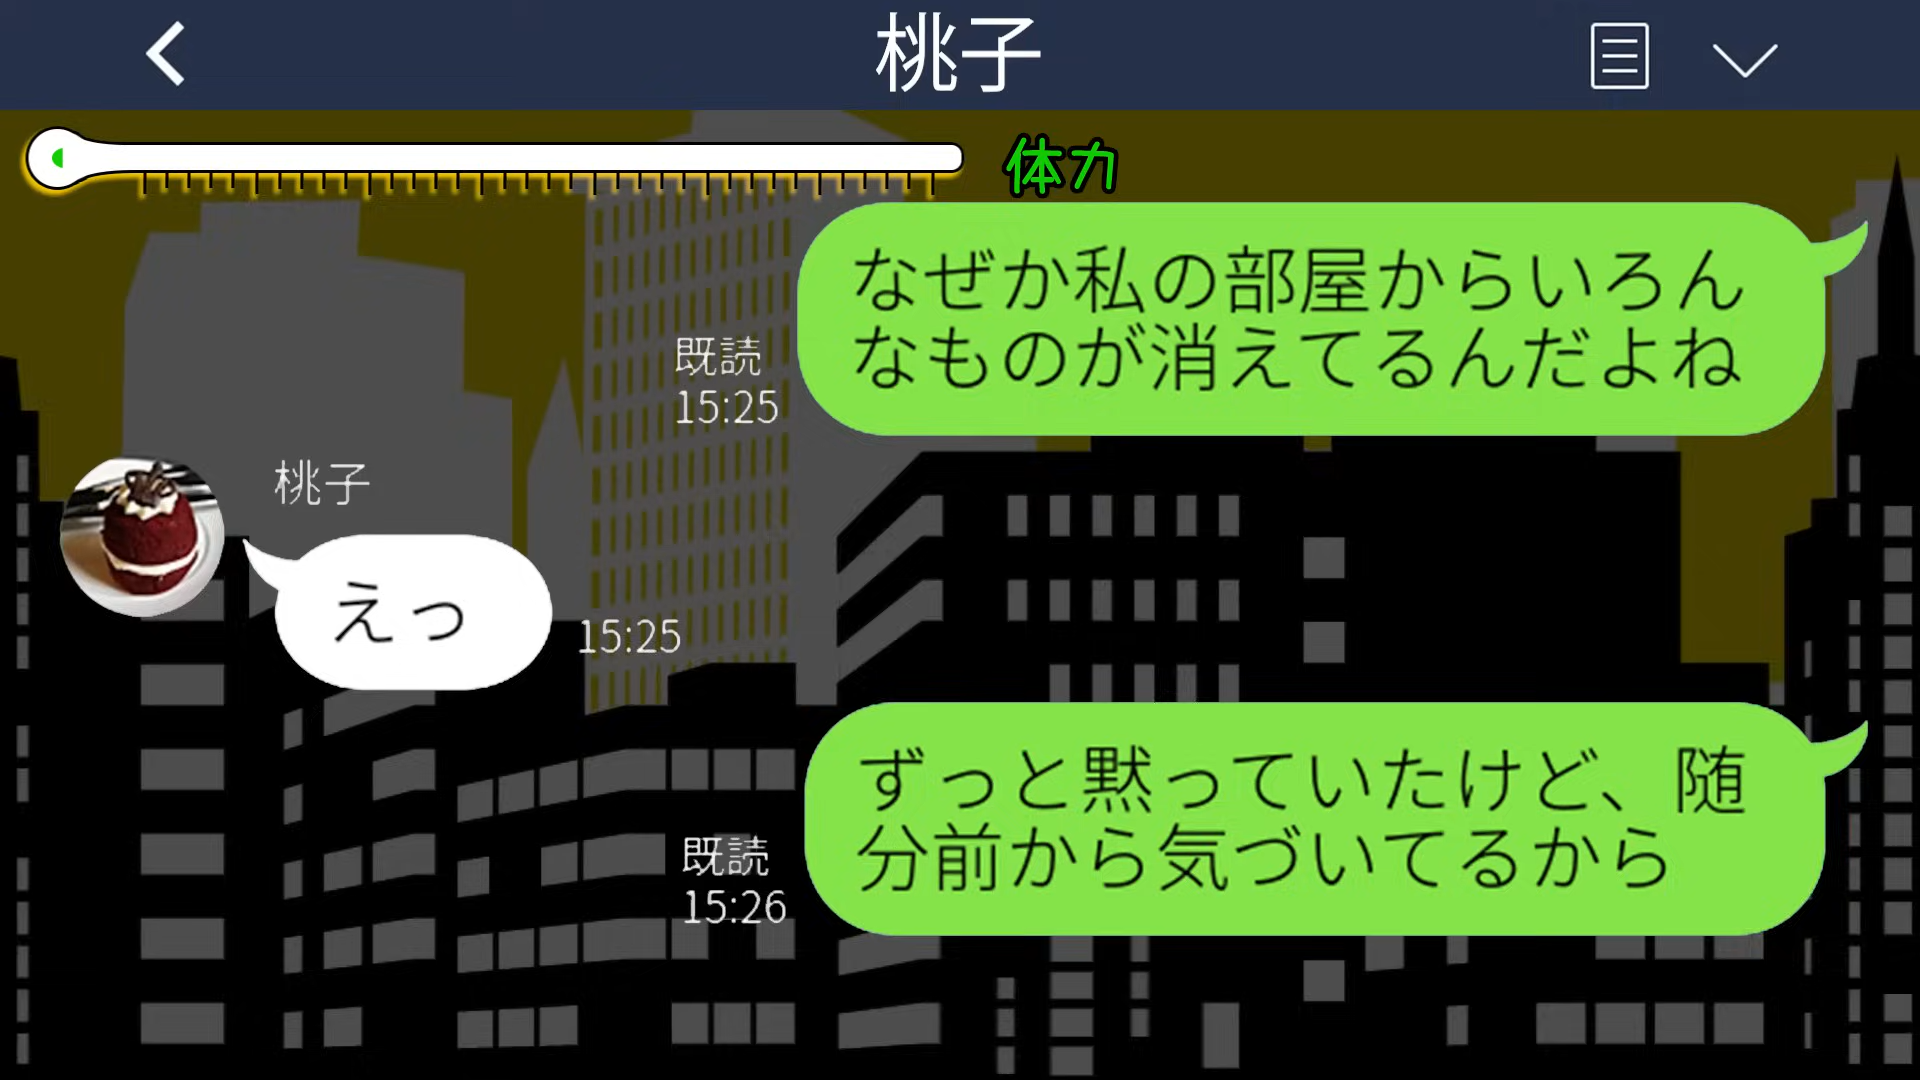 桃子
体力
なぜか私の部屋からいろん
なものが消えてるんだよね
既読
15:25
桃子
えっ
15:25
ずっと黙っていたけど、随
分前から気づいてるから
既読
15:26